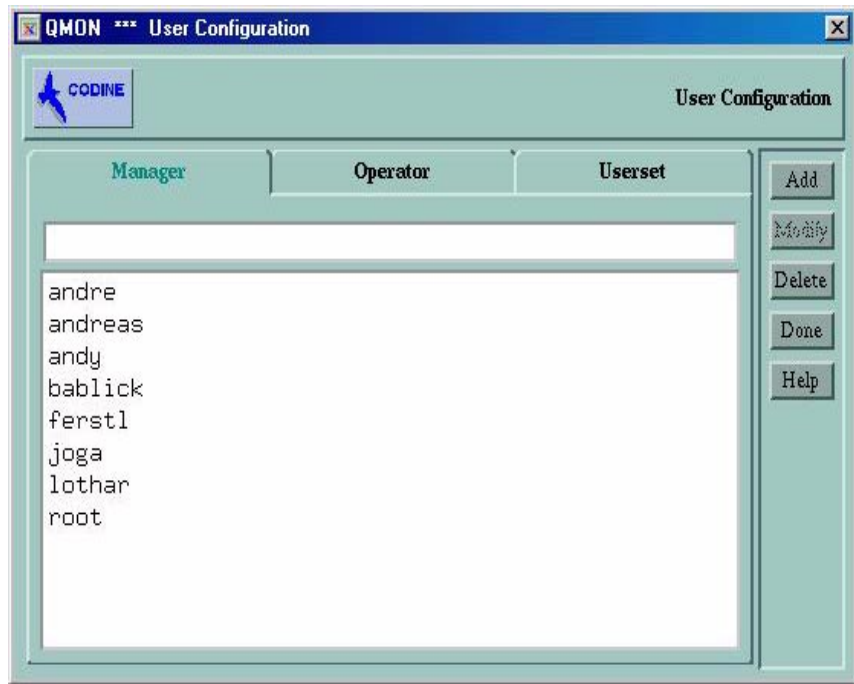 QMON *** User Configuration
CODINE
User Configuration
Manager Operator Userset
Add
Modify
Delete
Done
Help
andre
andreas
andy
bablick
ferstl
joga
lothar
root